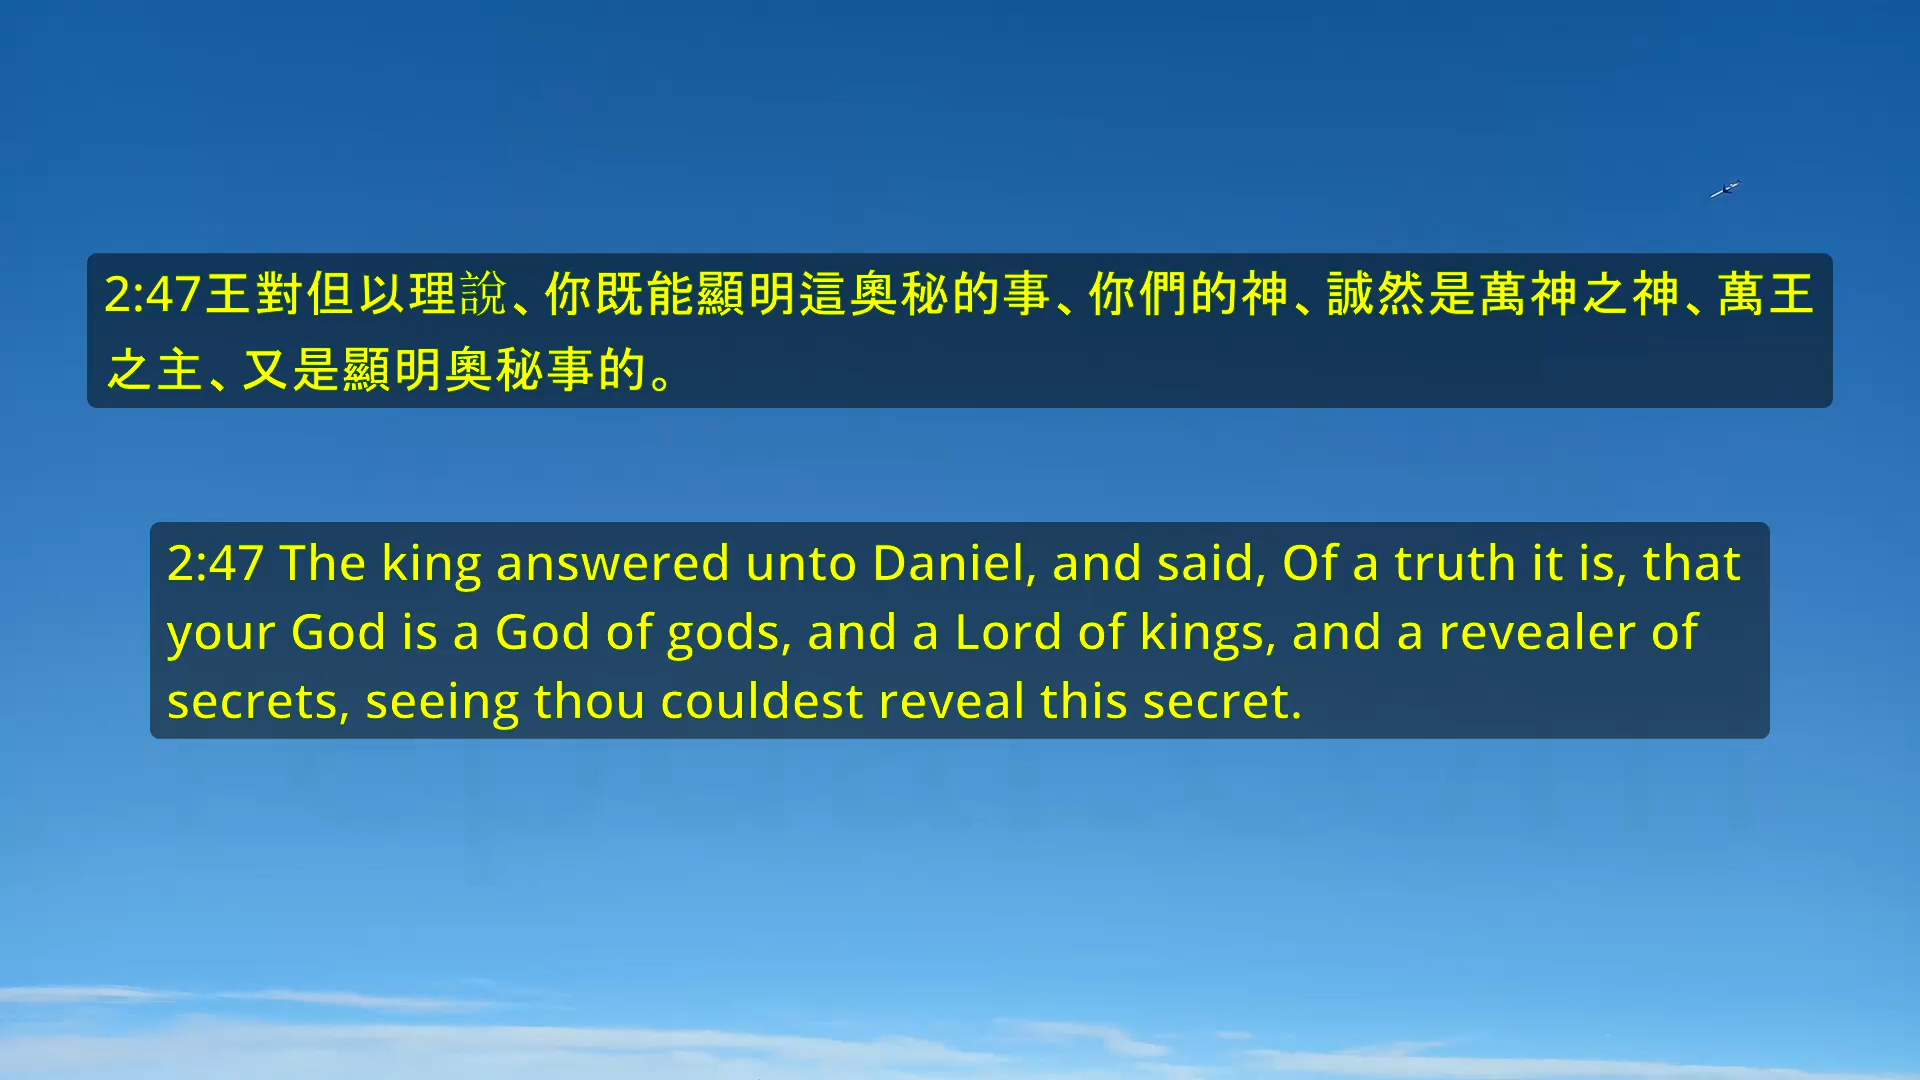 2:47王對但以理說、你既能顯明這奧秘的事、你們的神、誠然是萬神之神、萬王
之主、又是顯明奧秘事的。
2:47 The king answered unto Daniel, and said, Of a truth it is, that
your God is a God of gods, and a Lord of kings, and a revealer of
secrets, seeing thou couldest reveal this secret.